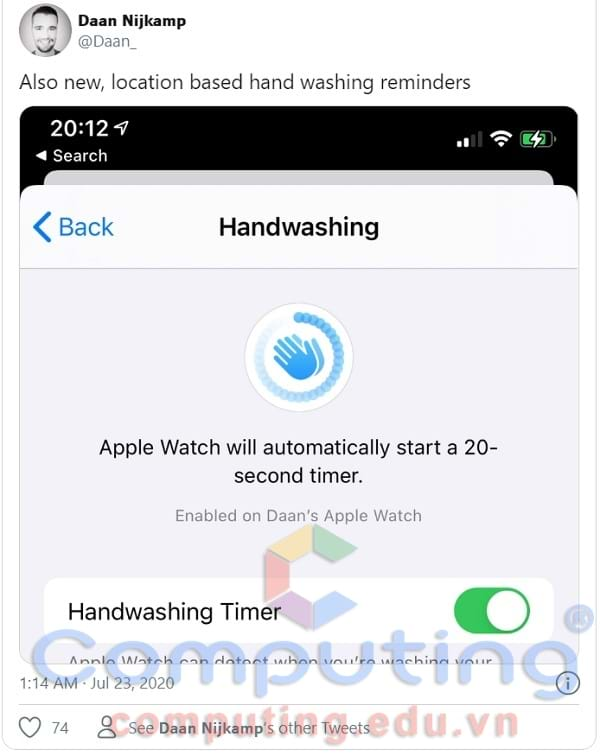 Daan Nijkamp
@Daan_
Also new, location based hand washing reminders
20:12
◀ Search
Back
Handwashing
Apple Watch will automatically start a 20-
second timer.
Enabled on Daan's Apple Watch
Handwashing Timer
Apple Watch can detect when you're washing your
Computing®
1:14 AM · Jul 23, 2020
74
See Daan Nijkamp's other Tweets
computing.edu.vn